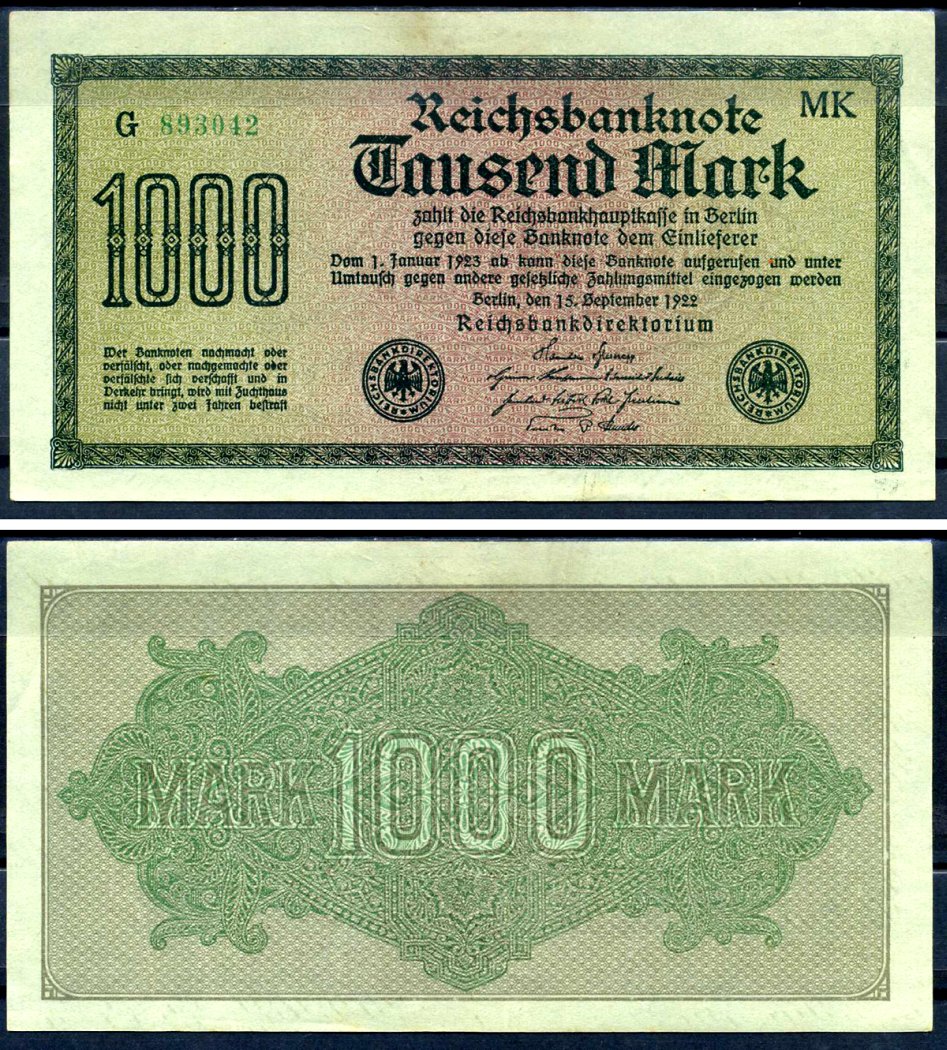 G 893042
MK
1000
Reichsbanknote
Tausend Mark
zahlt die Reichsbankhauptkasse in Berlin
gegen diese Banknote dem Einlieferer
Vom 1. Januar 1923 ab kann diese Banknote aufgerufen und unter
Umtausch gegen andere gesetzliche Zahlungsmittel eingezogen werden
Berlin, den 15. September 1922
Reichsbankdirektorium
Wer Banknoten nachmacht oder
verfälscht, oder nachgemachte oder
verfälschte sich verschafft und in
Verkehr bringt, wird mit Zuchthaus
nicht unter zwei Jahren bestraft
REICHSBANKDIREKTORIUM
REICHSBANKDIREKTORIUM
MARK 1000 MARK